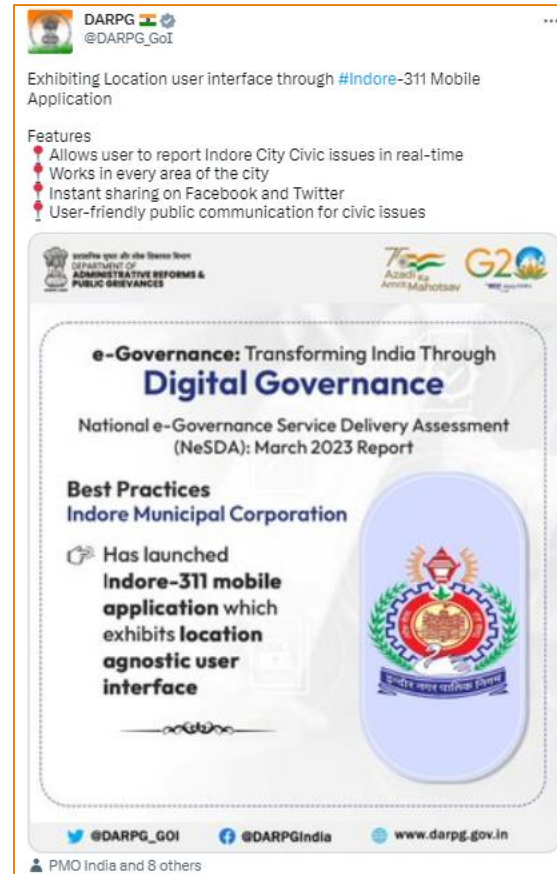 DARPG
@DARPG_GoI
Exhibiting Location user interface through #Indore-311 Mobile
Application
Features
Allows user to report Indore City Civic issues in real-time
Works in every area of the city
Instant sharing on Facebook and Twitter
User-friendly public communication for civic issues
DEPARTMENT OF
ADMINISTRATIVE REFORMS &
PUBLIC GRIEVANCES
75
Azadi Ka
Amrit Mahotsav
G20
e-Governance: Transforming India Through
Digital Governance
National e-Governance Service Delivery Assessment
(NeSDA): March 2023 Report
Best Practices
Indore Municipal Corporation
Has launched
Indore-311 mobile
application which
exhibits location
agnostic user
interface
इन्दौर नगर पालिक निगम
@DARPG_GOI
@DARPGIndia
www.darpg.gov.in
PMO India and 8 others